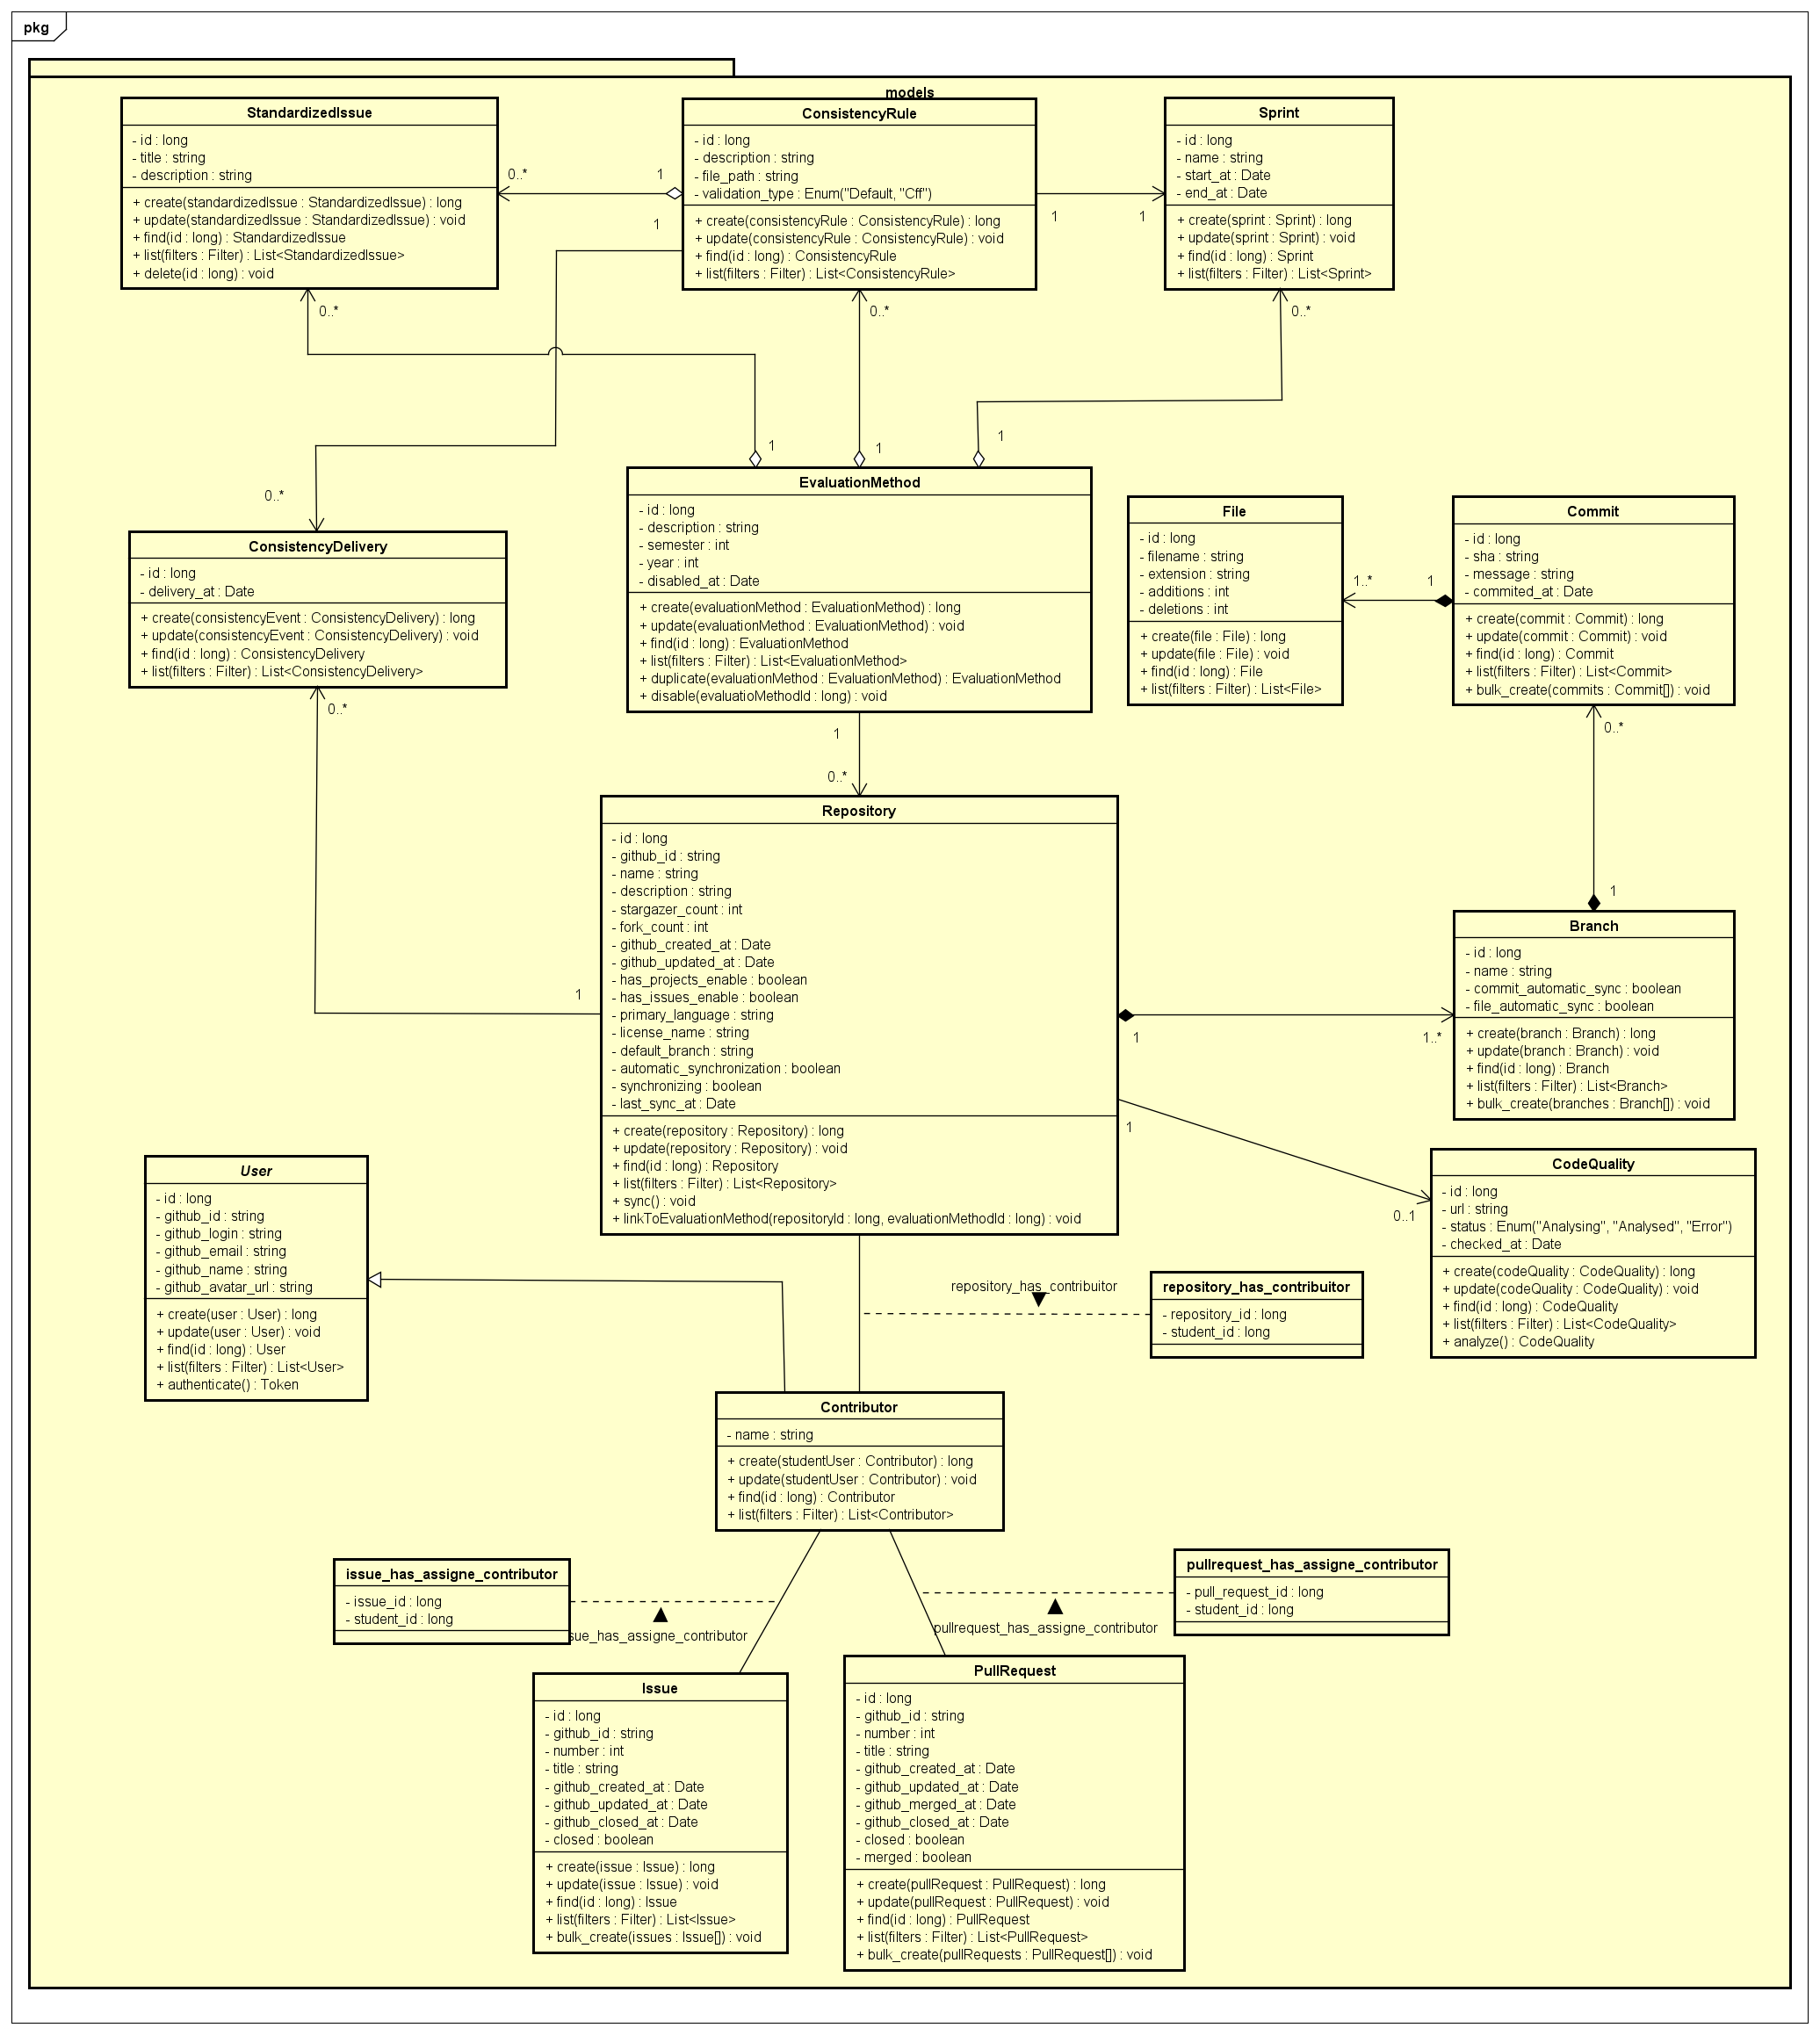 pkg
models
StandardizedIssue
- id : long
- title : string
- description : string
+ create(standardizedIssue : StandardizedIssue) : long
+ update(standardizedIssue : StandardizedIssue) : void
+ find(id : long) : StandardizedIssue
+ list(filters : Filter) : List<StandardizedIssue>
+ delete(id : long) : void
0..*
1
ConsistencyRule
- id : long
- description : string
- file_path : string
- validation_type : Enum("Default, "Cff")
+ create(consistencyRule : ConsistencyRule) : long
+ update(consistencyRule : ConsistencyRule) : void
+ find(id : long) : ConsistencyRule
+ list(filters : Filter) : List<ConsistencyRule>
1
1
1
Sprint
- id : long
- name : string
- start_at : Date
- end_at : Date
+ create(sprint : Sprint) : long
+ update(sprint : Sprint) : void
+ find(id : long) : Sprint
+ list(filters : Filter) : List<Sprint>
0..*
0..*
0..*
1
1
1
0..*
ConsistencyDelivery
- id : long
- delivery_at : Date
+ create(consistencyEvent : ConsistencyDelivery) : long
+ update(consistencyEvent : ConsistencyDelivery) : void
+ find(id : long) : ConsistencyDelivery
+ list(filters : Filter) : List<ConsistencyDelivery>
0..*
EvaluationMethod
- id : long
- description : string
- semester : int
- year : int
- disabled_at : Date
+ create(evaluationMethod : EvaluationMethod) : long
+ update(evaluationMethod : EvaluationMethod) : void
+ find(id : long) : EvaluationMethod
+ list(filters : Filter) : List<EvaluationMethod>
+ duplicate(evaluationMethod : EvaluationMethod) : EvaluationMethod
+ disable(evaluatioMethodId : long) : void
1
0..*
File
- id : long
- filename : string
- extension : string
- additions : int
- deletions : int
+ create(file : File) : long
+ update(file : File) : void
+ find(id : long) : File
+ list(filters : Filter) : List<File>
1..*
1
Commit
- id : long
- sha : string
- message : string
- commited_at : Date
+ create(commit : Commit) : long
+ update(commit : Commit) : void
+ find(id : long) : Commit
+ list(filters : Filter) : List<Commit>
+ bulk_create(commits : Commit[]) : void
0..*
1
Repository
- id : long
- github_id : string
- name : string
- description : string
- stargazer_count : int
- fork_count : int
- github_created_at : Date
- github_updated_at : Date
- has_projects_enable : boolean
- has_issues_enable : boolean
- primary_language : string
- license_name : string
- default_branch : string
- automatic_synchronization : boolean
- synchronizing : boolean
- last_sync_at : Date
+ create(repository : Repository) : long
+ update(repository : Repository) : void
+ find(id : long) : Repository
+ list(filters : Filter) : List<Repository>
+ sync() : void
+ linkToEvaluationMethod(repositoryId : long, evaluationMethodId : long) : void
1
1
1..*
1
0..1
Branch
- id : long
- name : string
- commit_automatic_sync : boolean
- file_automatic_sync : boolean
+ create(branch : Branch) : long
+ update(branch : Branch) : void
+ find(id : long) : Branch
+ list(filters : Filter) : List<Branch>
+ bulk_create(branches : Branch[]) : void
CodeQuality
- id : long
- url : string
- status : Enum("Analysing", "Analysed", "Error")
- checked_at : Date
+ create(codeQuality : CodeQuality) : long
+ update(codeQuality : CodeQuality) : void
+ find(id : long) : CodeQuality
+ list(filters : Filter) : List<CodeQuality>
+ analyze() : CodeQuality
User
- id : long
- github_id : string
- github_login : string
- github_email : string
- github_name : string
- github_avatar_url : string
+ create(user : User) : long
+ update(user : User) : void
+ find(id : long) : User
+ list(filters : Filter) : List<User>
+ authenticate() : Token
repository_has_contribuitor
repository_has_contribuitor
- repository_id : long
- student_id : long
Contributor
- name : string
+ create(studentUser : Contributor) : long
+ update(studentUser : Contributor) : void
+ find(id : long) : Contributor
+ list(filters : Filter) : List<Contributor>
issue_has_assigne_contributor
- issue_id : long
- student_id : long
sue_has_assigne_contributor
pullrequest_has_assigne_contributor
- pull_request_id : long
- student_id : long
pullrequest_has_assigne_contributor
Issue
- id : long
- github_id : string
- number : int
- title : string
- github_created_at : Date
- github_updated_at : Date
- github_closed_at : Date
- closed : boolean
+ create(issue : Issue) : long
+ update(issue : Issue) : void
+ find(id : long) : Issue
+ list(filters : Filter) : List<Issue>
+ bulk_create(issues : Issue[]) : void
PullRequest
- id : long
- github_id : string
- number : int
- title : string
- github_created_at : Date
- github_updated_at : Date
- github_merged_at : Date
- github_closed_at : Date
- closed : boolean
- merged : boolean
+ create(pullRequest : PullRequest) : long
+ update(pullRequest : PullRequest) : void
+ find(id : long) : PullRequest
+ list(filters : Filter) : List<PullRequest>
+ bulk_create(pullRequests : PullRequest[]) : void